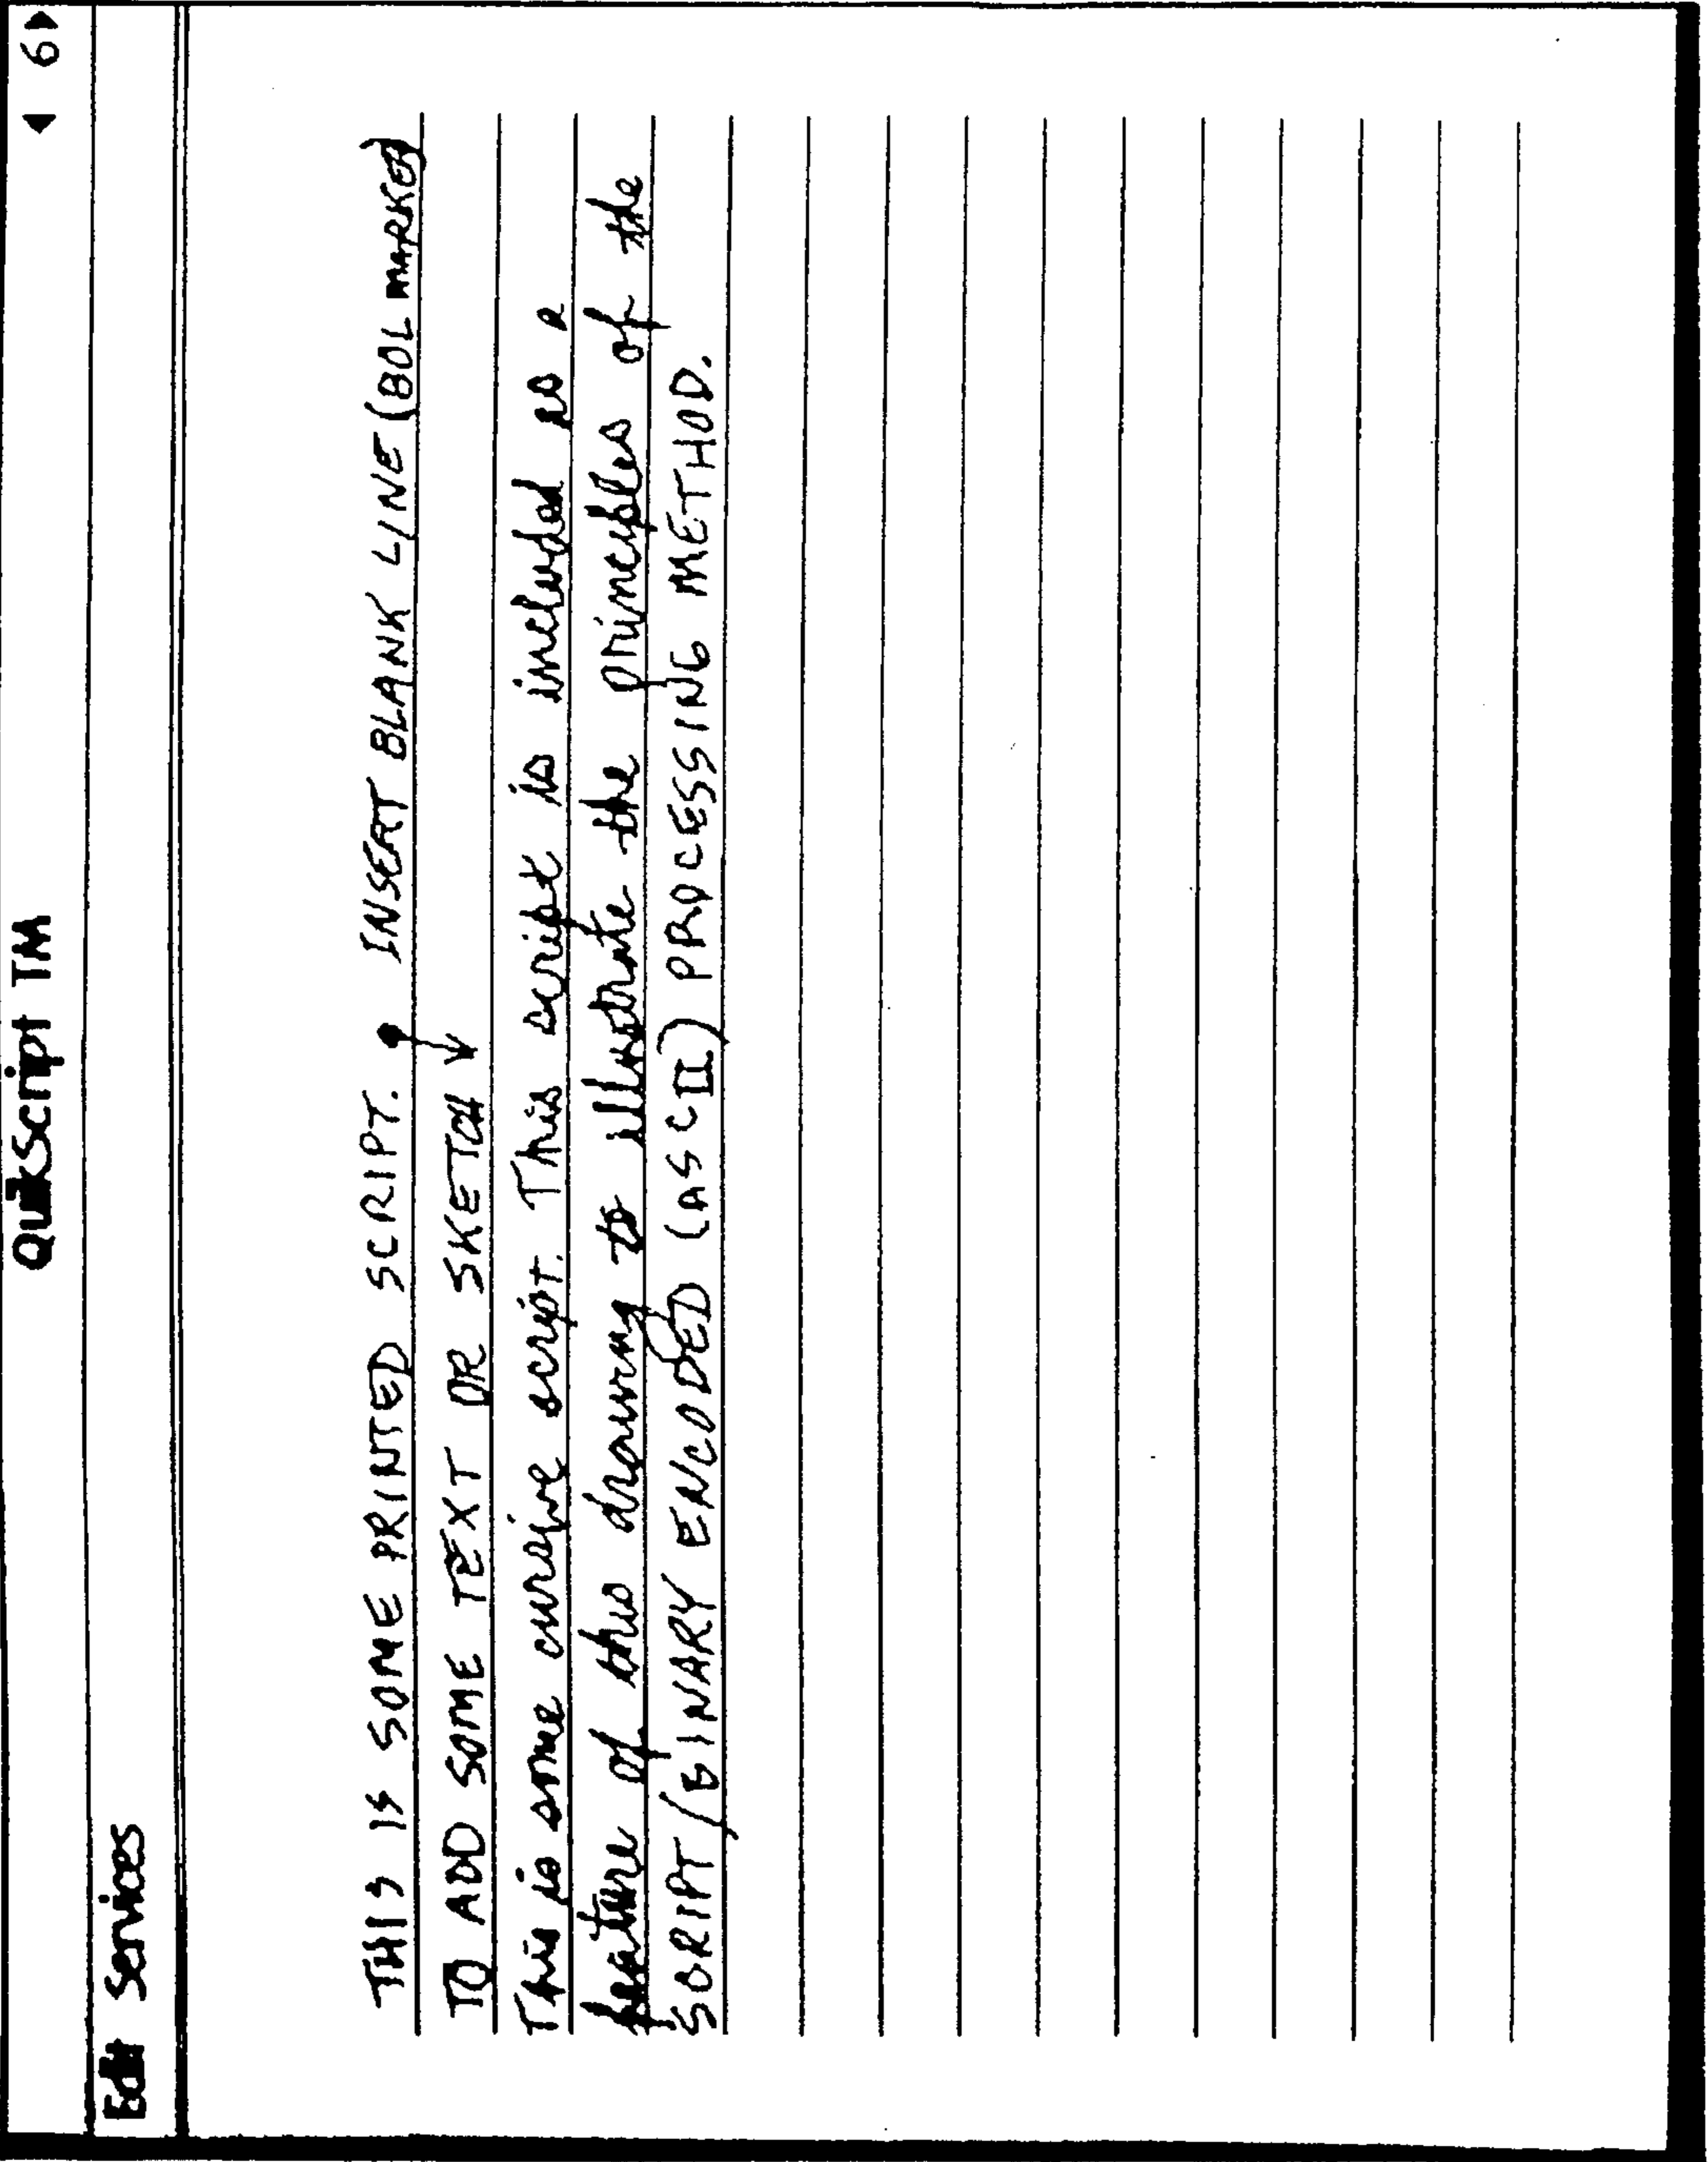 QuikScript TM
◀ 6▶
Edit Services
THIS IS SOME PRINTED SCRIPT. • INSERT BLANK LINE (BOL MARKED)
TO ADD SOME TEXT OR SKETCH
This is some cursive script. This script is included as a
feature of this drawing to illustrate the principles of the
SCRIPT/(BINARY ENCODED (ASCII) PROCESSING METHOD.